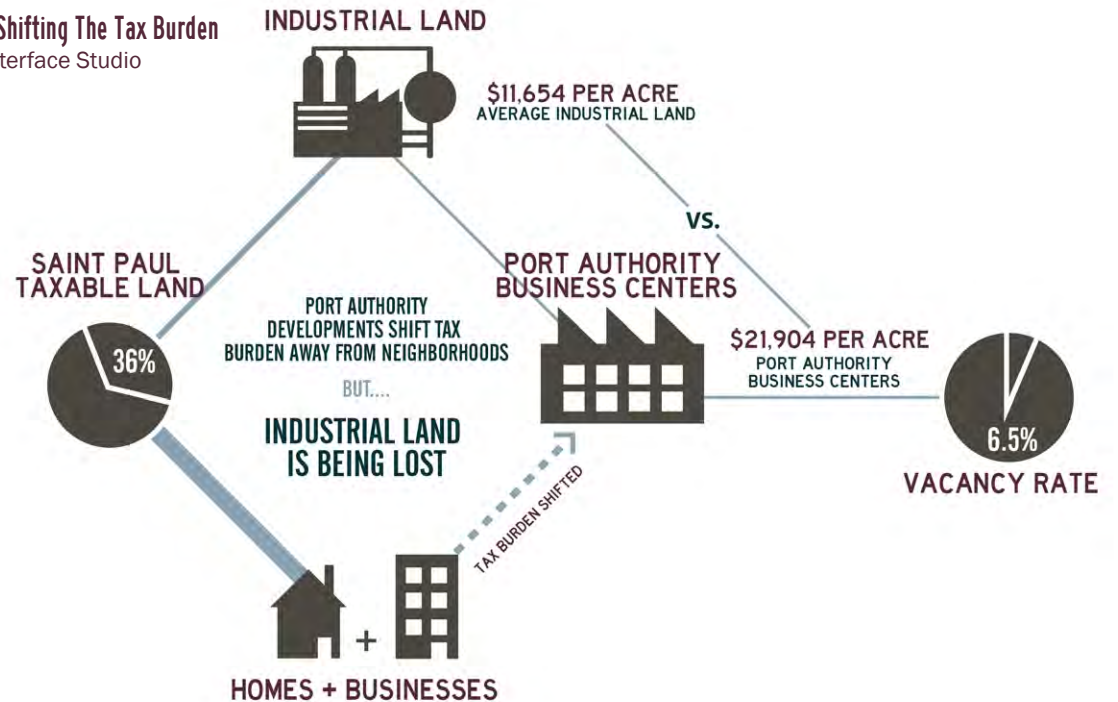 Shifting The Tax Burden
terface Studio
INDUSTRIAL LAND
$11,654 PER ACRE
AVERAGE INDUSTRIAL LAND
VS.
SAINT PAUL
TAXABLE LAND
36%
PORT AUTHORITY
DEVELOPMENTS SHIFT TAX
BURDEN AWAY FROM NEIGHBORHOODS
BUT....
INDUSTRIAL LAND
IS BEING LOST
PORT AUTHORITY
BUSINESS CENTERS
$21,904 PER ACRE
PORT AUTHORITY
BUSINESS CENTERS
6.5%
VACANCY RATE
TAX BURDEN SHIFTED
+
HOMES + BUSINESSES